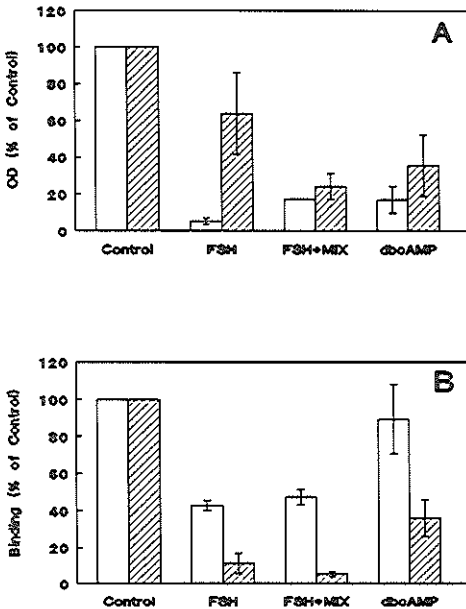 A
120
100
80
60
40
20
0
OD (% of Control)
Control FSH FSH+MIX dbcAMP
B
120
100
80
60
40
20
0
Binding (% of Control)
Control FSH FSH+MIX dbcAMP